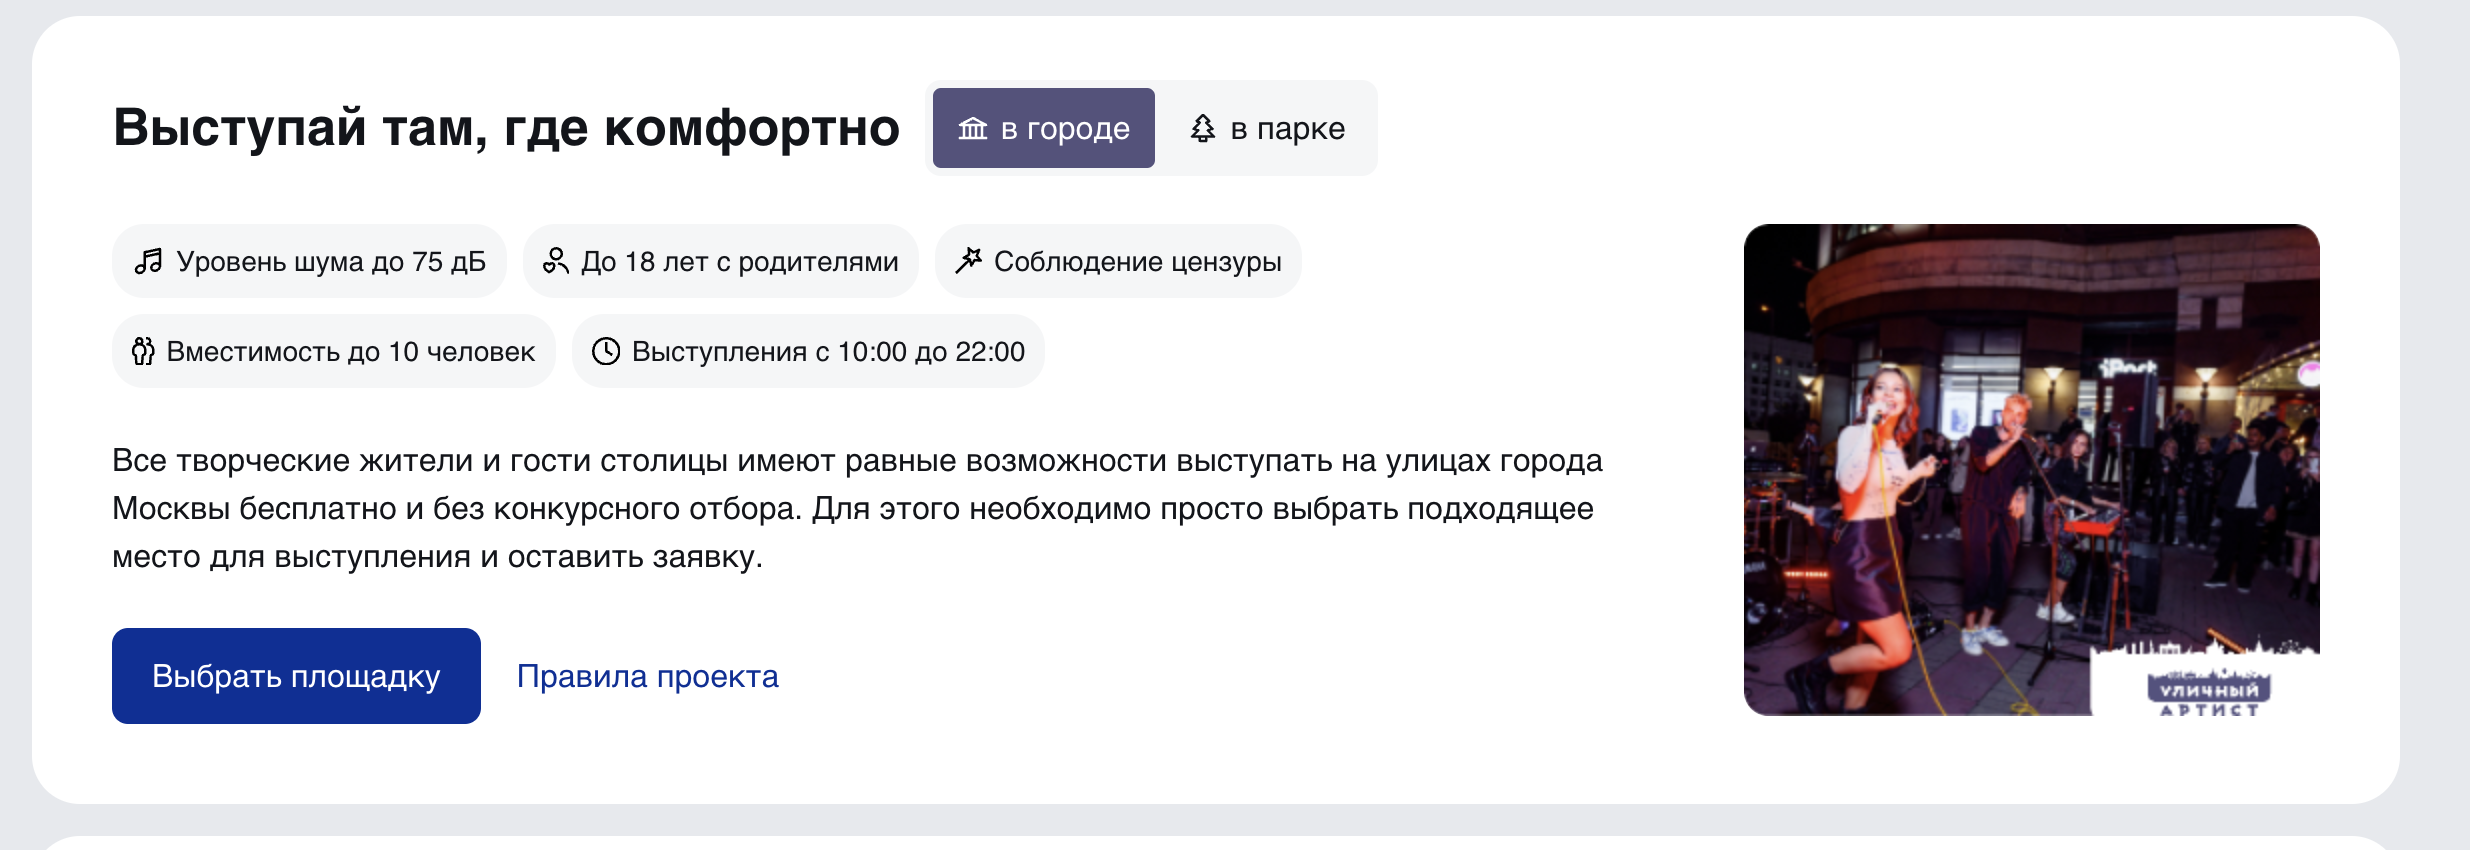 Выступай там, где комфортно
в городе
в парке
Уровень шума до 75 дБ
До 18 лет с родителями
Соблюдение цензуры
Вместимость до 10 человек
Выступления с 10:00 до 22:00
Все творческие жители и гости столицы имеют равные возможности выступать на улицах города
Москвы бесплатно и без конкурсного отбора. Для этого необходимо просто выбрать подходящее
место для выступления и оставить заявку.
Выбрать площадку
Правила проекта
УЛИЧНЫЙ
АРТИСТ